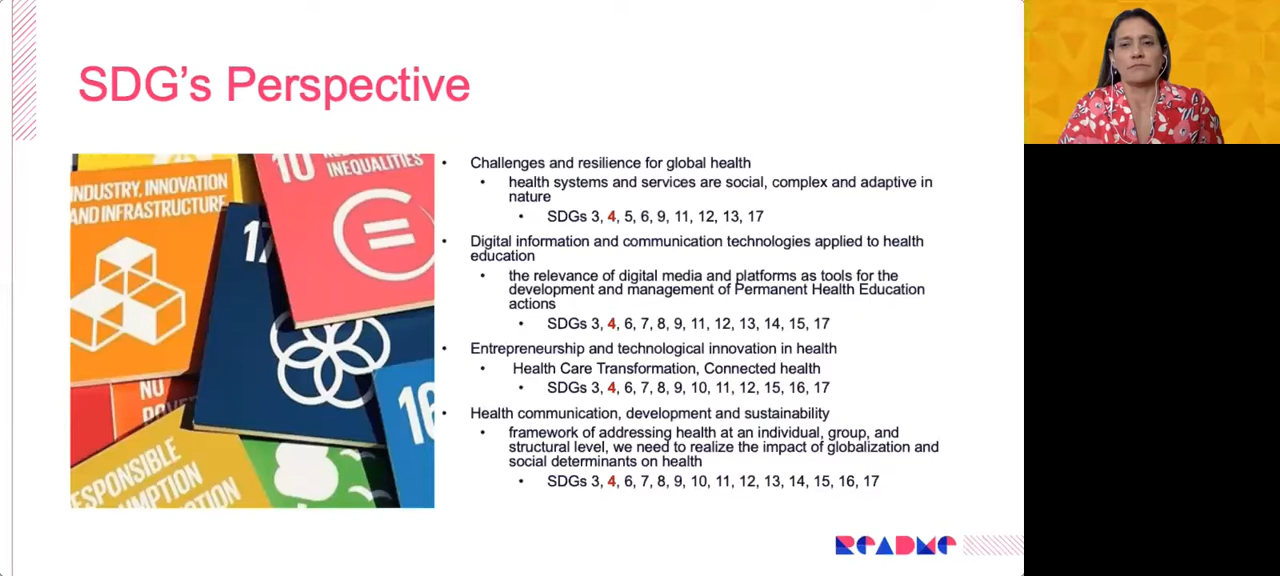 SDG's Perspective
INDUSTRY, INNOVATION
AND INFRASTRUCTURE
10
INEQUALITIES
17
16
NO
RESPONSIBLE
• Challenges and resilience for global health
• health systems and services are social, complex and adaptive in
nature
• SDGs 3, 4, 5, 6, 9, 11, 12, 13, 17
• Digital information and communication technologies applied to health
education
• the relevance of digital media and platforms as tools for the
development and management of Permanent Health Education
actions
• SDGs 3, 4, 6, 7, 8, 9, 11, 12, 13, 14, 15, 17
• Entrepreneurship and technological innovation in health
• Health Care Transformation, Connected health
• SDGs 3, 4, 6, 7, 8, 9, 10, 11, 12, 15, 16, 17
• Health communication, development and sustainability
• framework of addressing health at an individual, group, and
structural level, we need to realize the impact of globalization and
social determinants on health
• SDGs 3, 4, 6, 7, 8, 9, 10, 11, 12, 13, 14, 15, 16, 17
README